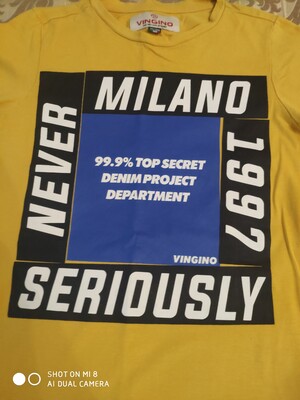 VINGINO
MILANO
NEVER
1997
99.9% TOP SECRET
DENIM PROJECT
DEPARTMENT
VINGINO
SERIOUSLY
SHOT ON MI 8
AI DUAL CAMERA